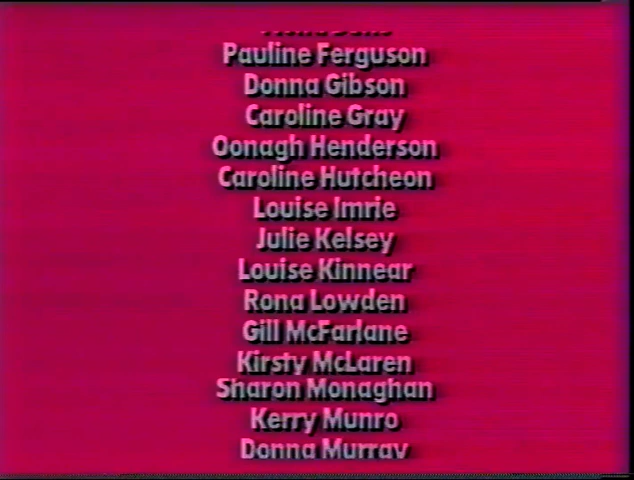 Pauline Ferguson
Donna Gibson
Caroline Gray
Oonagh Henderson
Caroline Hutcheon
Louise Imrie
Julie Kelsey
Louise Kinnear
Rona Lowden
Gill McFarlane
Kirsty McLaren
Sharon Monaghan
Kerry Munro
Donna Murray